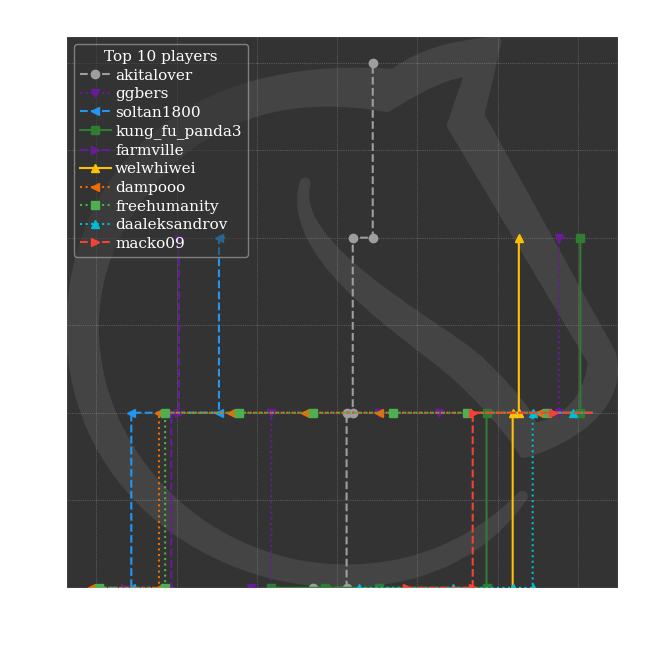 Top 10 players
akitalover
ggbers
soltan1800
kung_fu_panda3
farmville
welwhiwei
dampooo
freehumanity
daaleksandrov
macko09